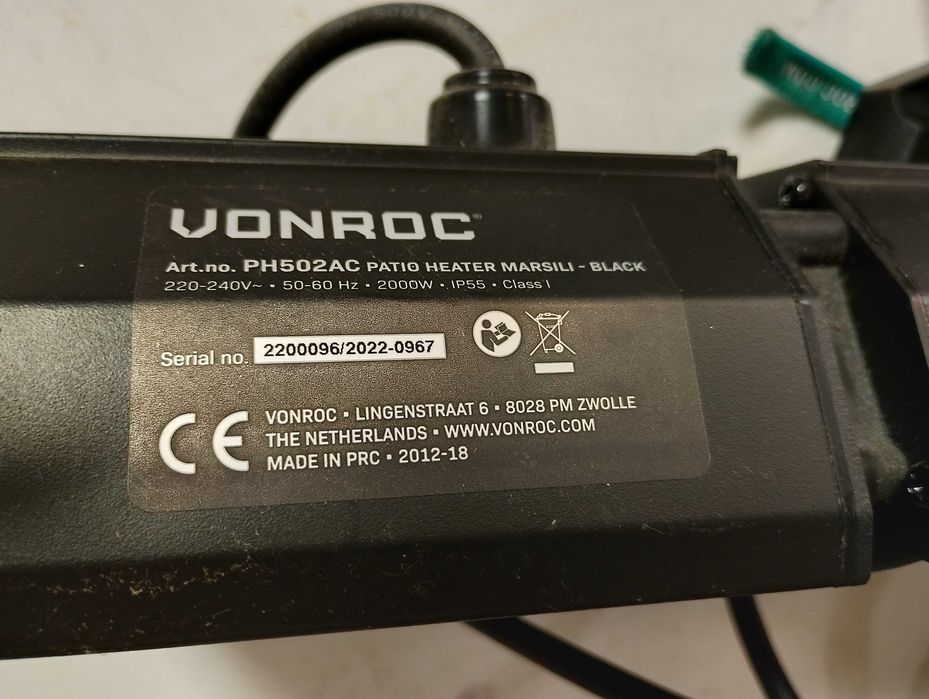 VONROC®
Art.no. PH502AC PATIO HEATER MARSILI - BLACK
220-240V~ • 50-60 Hz • 2000W • IP55 • Class I
Serial no. 2200096/2022-0967
CE
VONROC • LINGENSTRAAT 6 • 8028 PM ZWOLLE
THE NETHERLANDS • WWW.VONROC.COM
MADE IN PRC • 2012-18